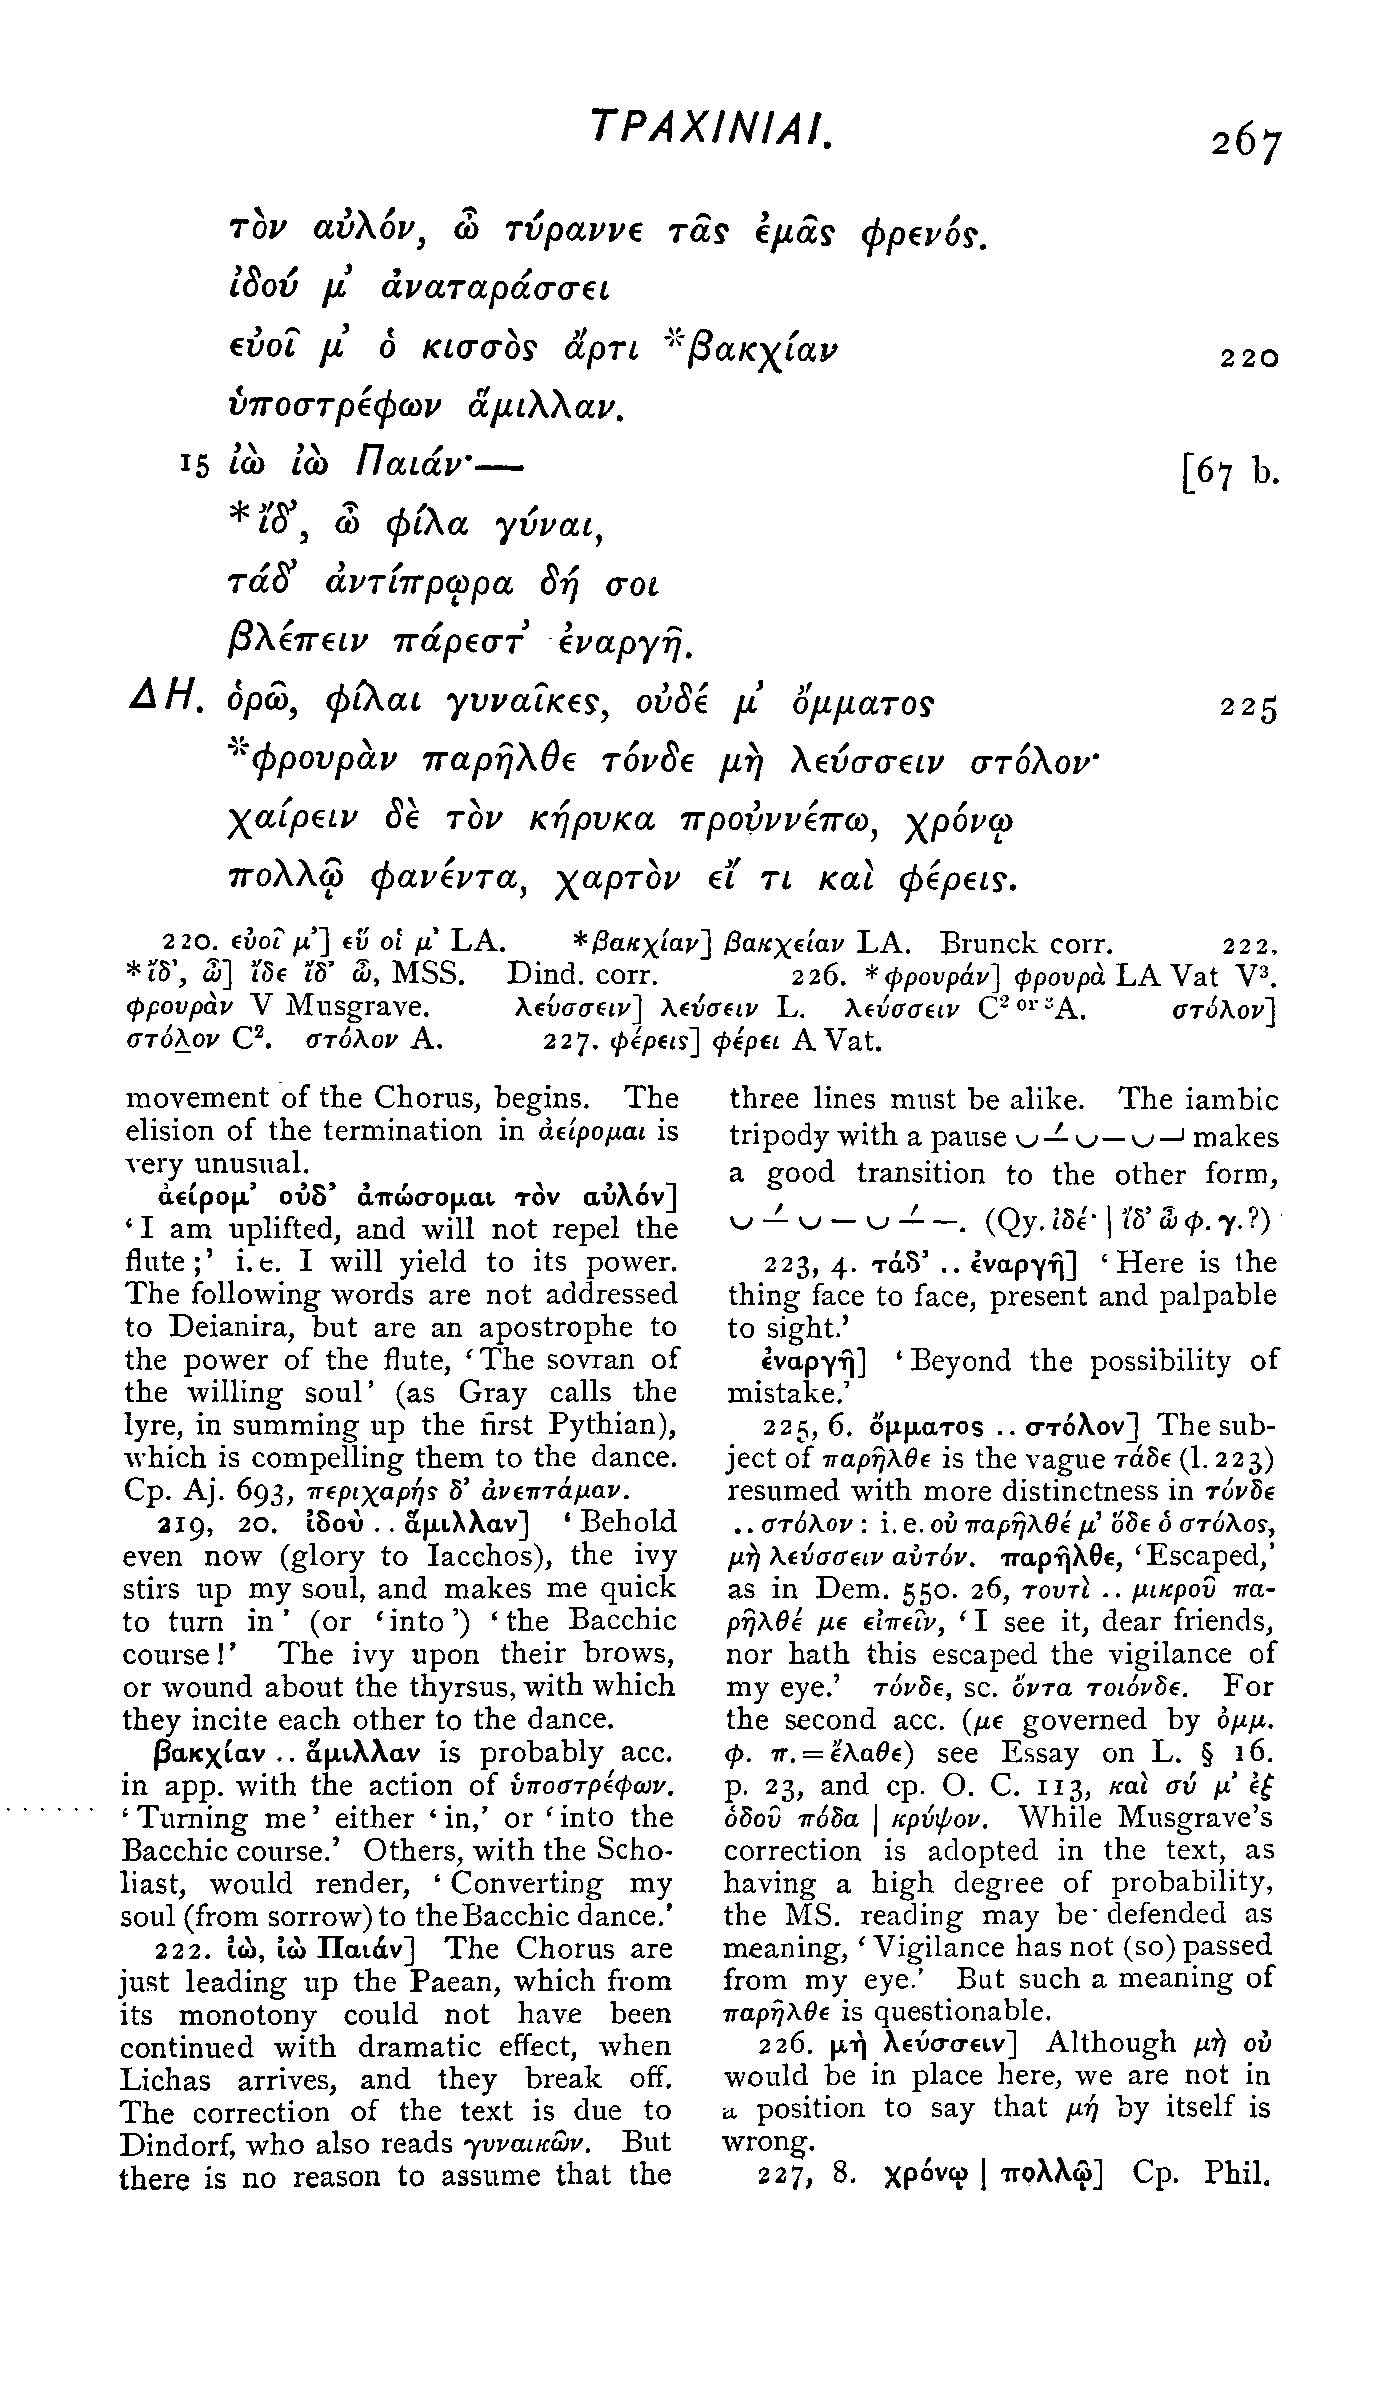 ΤΡΑΧΙΝΙΑΙ.
267
τὸν αὐλόν, ὦ τύραννε τᾶς ἐμᾶς φρενός.
ἰδού μ’ ἀναταράσσει
εὐοῖ μ’ ὁ κισσὸς ἄρτι *βακχίαν 220
ὑποστρέφων ἅμιλλαν.
15 ἰὼ ἰὼ Παιάν·— [67 b.
*ἴδ’, ὦ φίλα γύναι,
τάδ’ ἀντίπρῳρα δή σοι
βλέπειν πάρεστ’ ἐναργῆ.
ΔΗ. ὁρῶ, φίλαι γυναῖκες, οὐδέ μ’ ὄμματος 225
*φρουρὰν παρῆλθε τόνδε μὴ λεύσσειν στόλον·
χαίρειν δὲ τὸν κήρυκα προὐννέπω, χρόνῳ
πολλῷ φανέντα, χαρτὸν εἴ τι καὶ φέρεις.
220. εὐοῖ μ’] εὔ οἱ μ’ LA. *βακχίαν] βακχείαν LA. Brunck corr. 222.
*ἴδ’, ὦ] ἴδε ἴδ’ ὦ, MSS. Dind. corr. 226. *φρουράν] φρουρὰ LA Vat V³.
φρουρὰν V Musgrave. λεύσσειν] λεύσειν L. λεύσσειν C² or ³A. στόλον]
στόλον C². στόλον A. 227. φέρεις] φέρει A Vat.
movement of the Chorus, begins. The
elision of the termination in ἀείρομαι is
very unusual.
ἀείρομ’ οὐδ’ ἀπώσομαι τὸν αὐλόν]
‘I am uplifted, and will not repel the
flute;’ i.e. I will yield to its power.
The following words are not addressed
to Deianira, but are an apostrophe to
the power of the flute, ‘The sovran of
the willing soul’ (as Gray calls the
lyre, in summing up the first Pythian),
which is compelling them to the dance.
Cp. Aj. 693, περιχαρής δ’ ἀνεπτάμαν.
219, 20. ἰδοὺ .. ἅμιλλαν] ‘Behold
even now (glory to Iacchos), the ivy
stirs up my soul, and makes me quick
to turn in’ (or ‘into’) ‘the Bacchic
course!’ The ivy upon their brows,
or wound about the thyrsus, with which
they incite each other to the dance.
βακχίαν .. ἅμιλλαν is probably acc.
in app. with the action of ὑποστρέφων.
‘Turning me’ either ‘in,’ or ‘into the
Bacchic course.’ Others, with the Scho-
liast, would render, ‘Converting my
soul (from sorrow) to the Bacchic dance.’
222. ἰὼ, ἰὼ Παιάν] The Chorus are
just leading up the Paean, which from
its monotony could not have been
continued with dramatic effect, when
Lichas arrives, and they break off.
The correction of the text is due to
Dindorf, who also reads γυναικῶν. But
there is no reason to assume that the
three lines must be alike. The iambic
tripody with a pause ⏑ –́ ⏑ – ⏑ –ˈ makes
a good transition to the other form,
⏑ –́ ⏑ – ⏑ –́ –. (Qy. ἰδέ· | ἴδ’ ὦ φ. γ.?)
223, 4. τάδ’ .. ἐναργῆ] ‘Here is the
thing face to face, present and palpable
to sight.’
ἐναργῆ] ‘Beyond the possibility of
mistake.’
225, 6. ὄμματος .. στόλον] The sub-
ject of παρῆλθε is the vague τάδε (l. 223)
resumed with more distinctness in τόνδε
.. στόλον: i.e. οὐ παρῆλθέ μ’ ὅδε ὁ στόλος,
μὴ λεύσσειν αὐτόν. παρῆλθε, ‘Escaped,’
as in Dem. 550. 26, τουτὶ .. μικροῦ πα-
ρῆλθέ με εἰπεῖν, ‘I see it, dear friends,
nor hath this escaped the vigilance of
my eye.’ τόνδε, sc. ὄντα τοιόνδε. For
the second acc. (με governed by ὀμμ.
φ. π. = ἔλαθε) see Essay on L. § 16.
p. 23, and cp. O. C. 113, καὶ σύ μ’ ἐξ
ὁδοῦ πόδα | κρύψον. While Musgrave’s
correction is adopted in the text, as
having a high degree of probability,
the MS. reading may be defended as
meaning, ‘Vigilance has not (so) passed
from my eye.’ But such a meaning of
παρῆλθε is questionable.
226. μὴ λεύσσειν] Although μὴ οὐ
would be in place here, we are not in
a position to say that μή by itself is
wrong.
227, 8. χρόνῳ | πολλῷ] Cp. Phil.